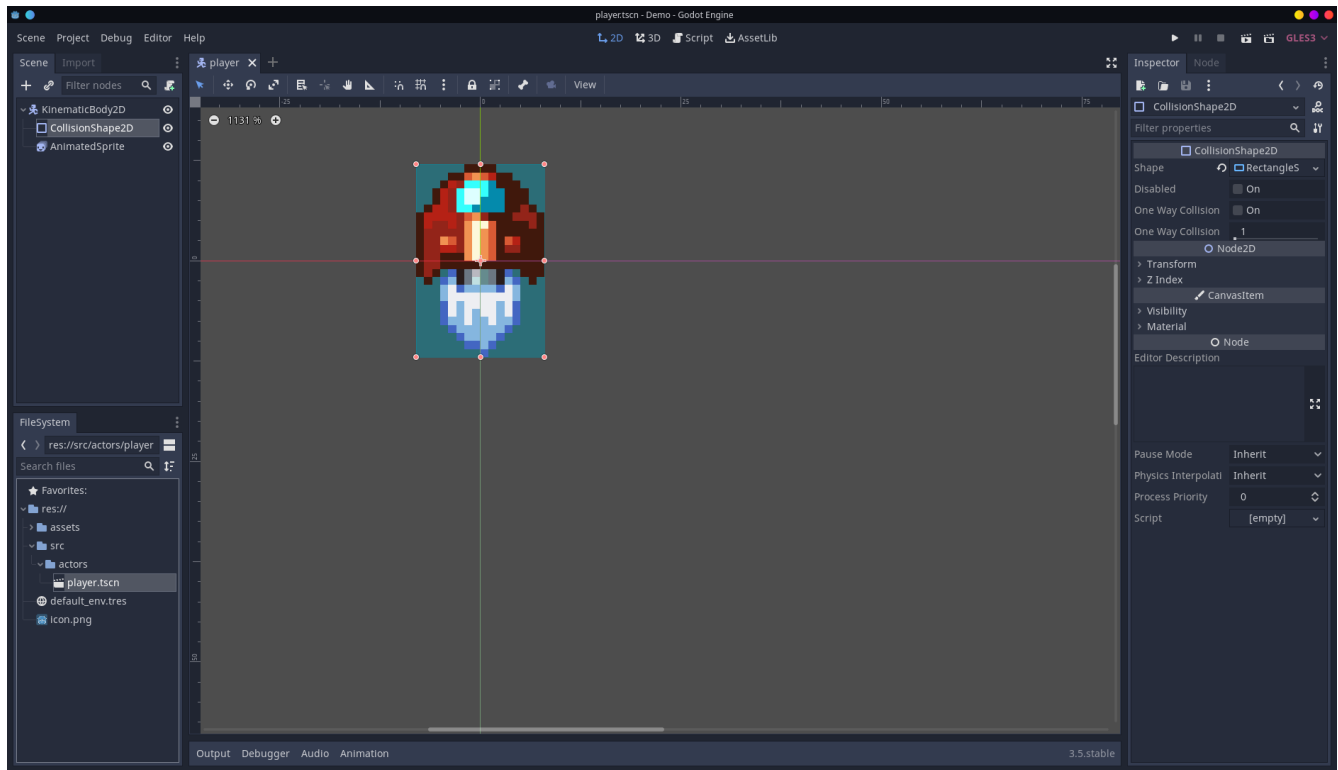 player.tscn - Demo - Godot Engine
Scene Project Debug Editor Help
2D 3D Script AssetLib
GLES3
Scene Import
Filter nodes
KinematicBody2D
CollisionShape2D
AnimatedSprite
FileSystem
res://src/actors/player
Search files
Favorites:
res://
assets
src
actors
player.tscn
default_env.tres
icon.png
player
View
-25 0 25 50 75
1131 %
0
25
50
Output Debugger Audio Animation
3.5.stable
Inspector Node
CollisionShape2D
Filter properties
CollisionShape2D
Shape RectangleS
Disabled On
One Way Collision On
One Way Collision 1
Node2D
Transform
Z Index
CanvasItem
Visibility
Material
Node
Editor Description
Pause Mode Inherit
Physics Interpolati Inherit
Process Priority 0
Script [empty]